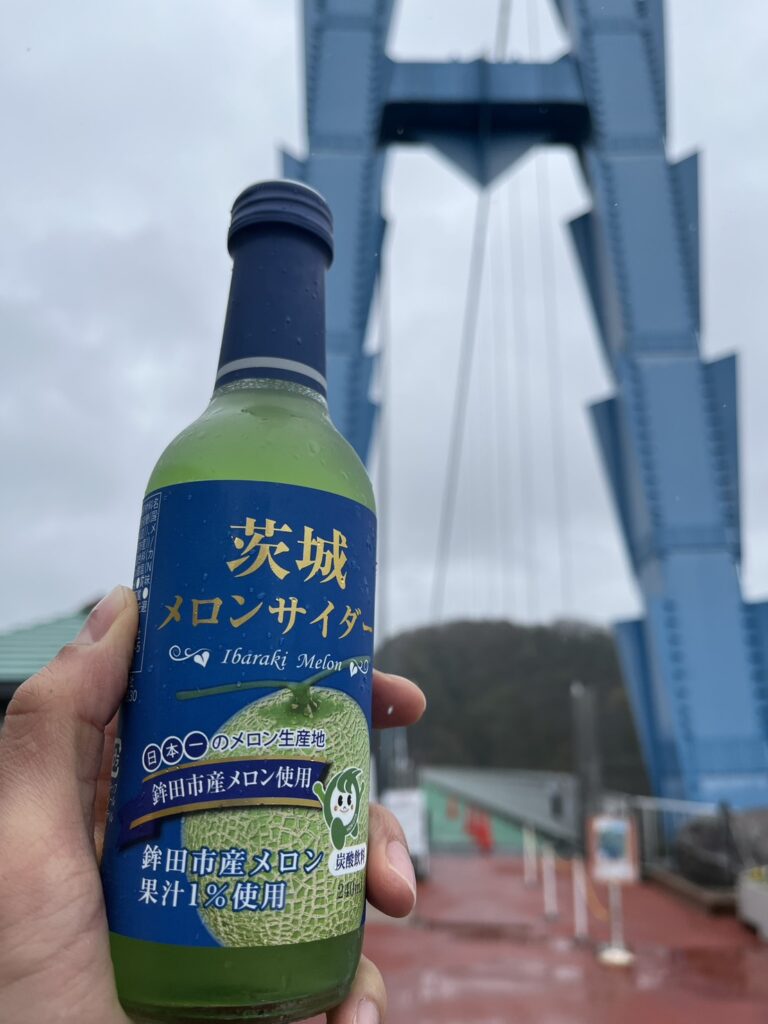 茨城
メロンサイダー
Ibaraki Melon
日本一のメロン生産地
鉾田市産メロン使用
鉾田市産メロン
果汁1%使用
炭酸飲料
240mL